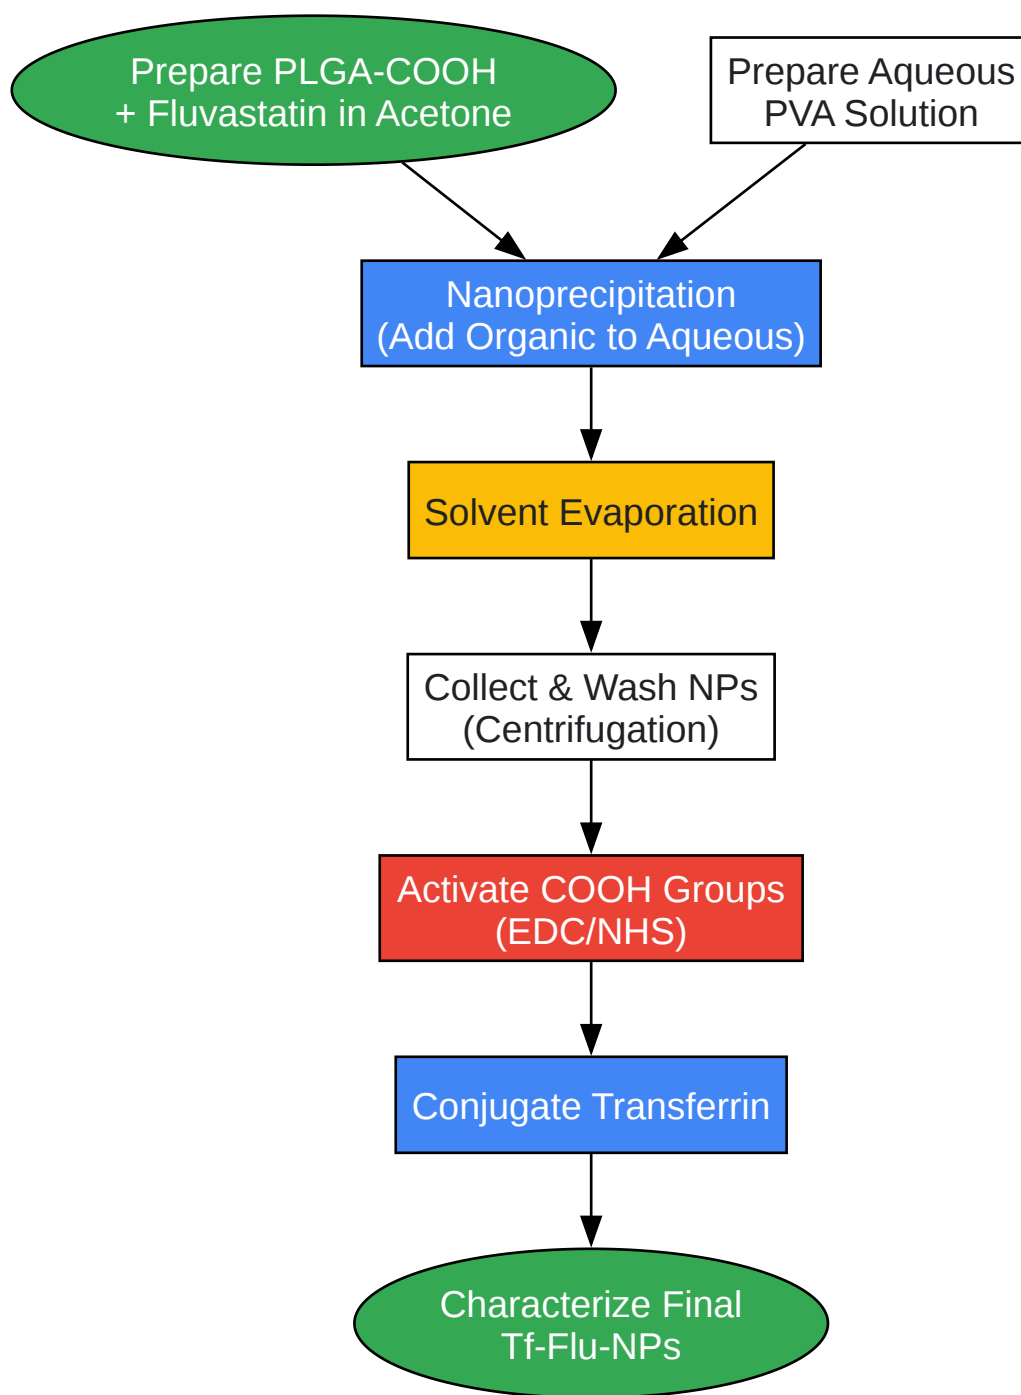 Prepare PLGA-COOH
+ Fluvastatin in Acetone
Prepare Aqueous
PVA Solution
Nanoprecipitation
(Add Organic to Aqueous)
Solvent Evaporation
Collect & Wash NPs
(Centrifugation)
Activate COOH Groups
(EDC/NHS)
Conjugate Transferrin
Characterize Final
Tf-Flu-NPs